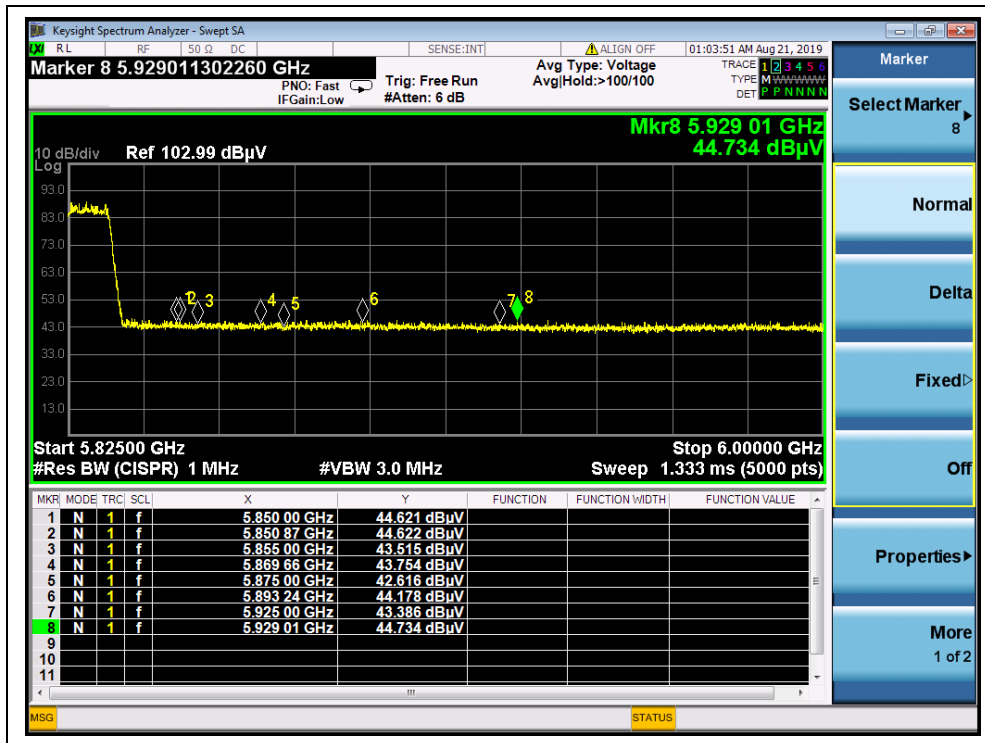 Keysight Spectrum Analyzer - Swept SA
LXI RL RF 50 Ω DC SENSE:INT ALIGN OFF 01:03:51 AM Aug 21, 2019
Marker 8 5.929011302260 GHz
PNO: Fast
IFGain:Low
Trig: Free Run
#Atten: 6 dB
Avg Type: Voltage
Avg|Hold:>100/100
TRACE 1 2 3 4 5 6
TYPE M WWWWW
DET P P N N N N
Mkr8 5.929 01 GHz
44.734 dBµV
10 dB/div Ref 102.99 dBµV
Log
93.0
83.0
73.0
63.0
53.0
43.0
33.0
23.0
13.0
1 2 3 4 5 6 7 8
Start 5.82500 GHz Stop 6.00000 GHz
#Res BW (CISPR) 1 MHz #VBW 3.0 MHz Sweep 1.333 ms (5000 pts)
MKR MODE TRC SCL X Y FUNCTION FUNCTION WIDTH FUNCTION VALUE
1 N 1 f 5.850 00 GHz 44.621 dBµV
2 N 1 f 5.850 87 GHz 44.622 dBµV
3 N 1 f 5.855 00 GHz 43.515 dBµV
4 N 1 f 5.869 66 GHz 43.754 dBµV
5 N 1 f 5.875 00 GHz 42.616 dBµV
6 N 1 f 5.893 24 GHz 44.178 dBµV
7 N 1 f 5.925 00 GHz 43.386 dBµV
8 N 1 f 5.929 01 GHz 44.734 dBµV
9
10
11
MSG STATUS
Marker
Select Marker
8
Normal
Delta
Fixed
Off
Properties
More
1 of 2